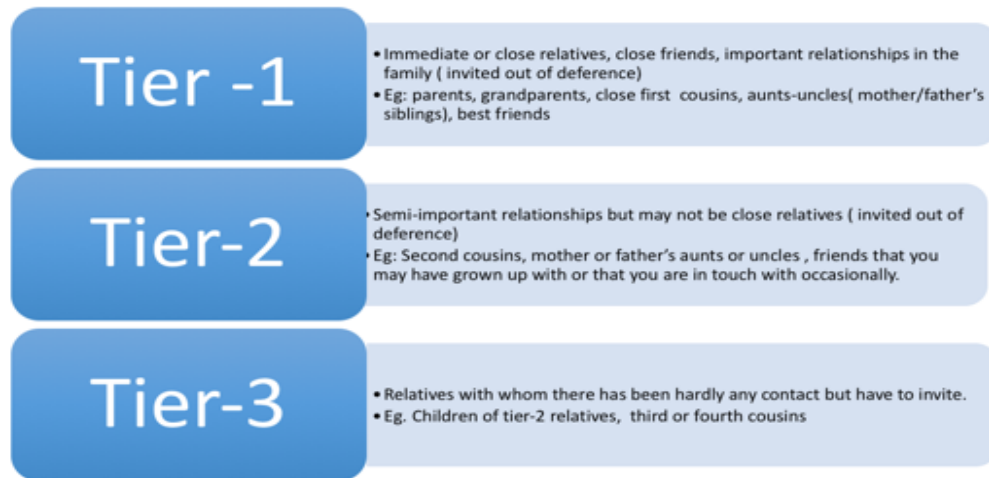 Tier -1
• Immediate or close relatives, close friends, important relationships in the
family ( invited out of deference)
• Eg: parents, grandparents, close first cousins, aunts-uncles( mother/father's
siblings), best friends
Tier-2
• Semi-important relationships but may not be close relatives ( invited out of
deference)
• Eg: Second cousins, mother or father's aunts or uncles , friends that you
may have grown up with or that you are in touch with occasionally.
Tier-3
• Relatives with whom there has been hardly any contact but have to invite.
• Eg. Children of tier-2 relatives, third or fourth cousins